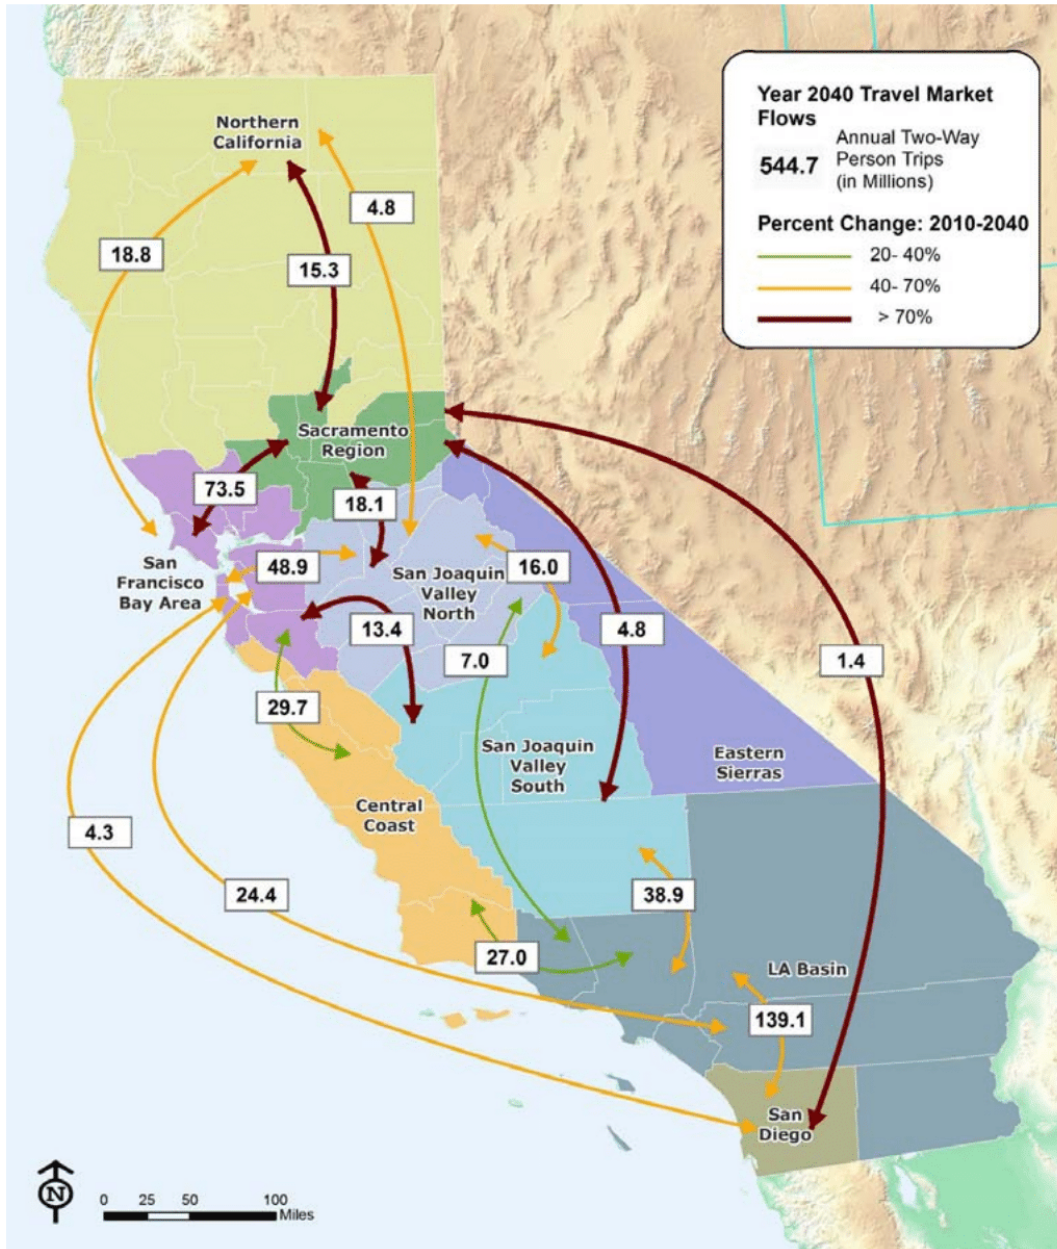 Year 2040 Travel Market
Flows
544.7
Annual Two-Way
Person Trips
(in Millions)
Percent Change: 2010-2040
20- 40%
40- 70%
> 70%
Northern
California
4.8
18.8
15.3
Sacramento
Region
73.5
18.1
San
Francisco
Bay Area
48.9
San Joaquin
Valley
North
16.0
13.4
7.0
4.8
1.4
29.7
San Joaquin
Valley
South
Eastern
Sierras
Central
Coast
4.3
24.4
38.9
27.0
LA Basin
139.1
San
Diego
N
0 25 50 100
Miles